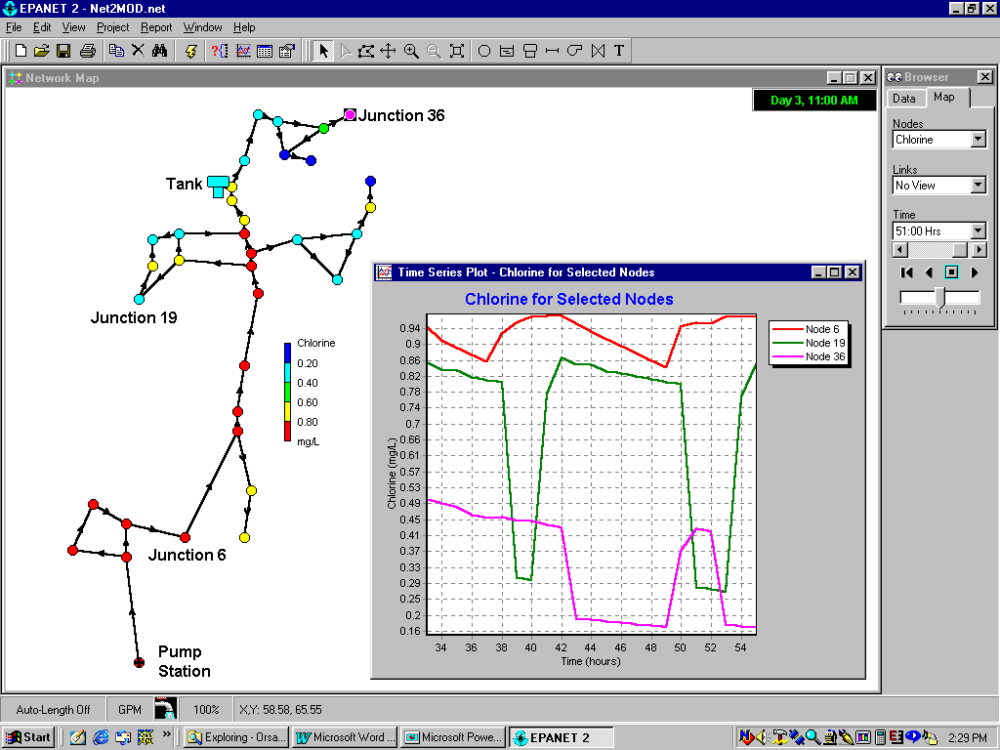 EPANET 2 - Net2MOD.net
File Edit View Project Report Window Help
T
Network Map
Day 3, 11:00 AM
Junction 36
Tank
Junction 19
Chlorine
0.20
0.40
0.60
0.80
mg/L
Junction 6
Pump
Station
Time Series Plot - Chlorine for Selected Nodes
Chlorine for Selected Nodes
Chlorine (mg/L)
0.94
0.9
0.86
0.82
0.78
0.74
0.7
0.66
0.61
0.57
0.53
0.49
0.45
0.41
0.37
0.33
0.29
0.25
0.2
0.16
34 36 38 40 42 44 46 48 50 52 54
Time (hours)
Node 6
Node 19
Node 36
Browser
Data Map
Nodes
Chlorine
Links
No View
Time
51:00 Hrs
Auto-Length Off GPM 100% X,Y: 58.58, 65.55
Start Exploring - Orsa... Microsoft Word ... Microsoft Powe... EPANET 2 2:29 PM